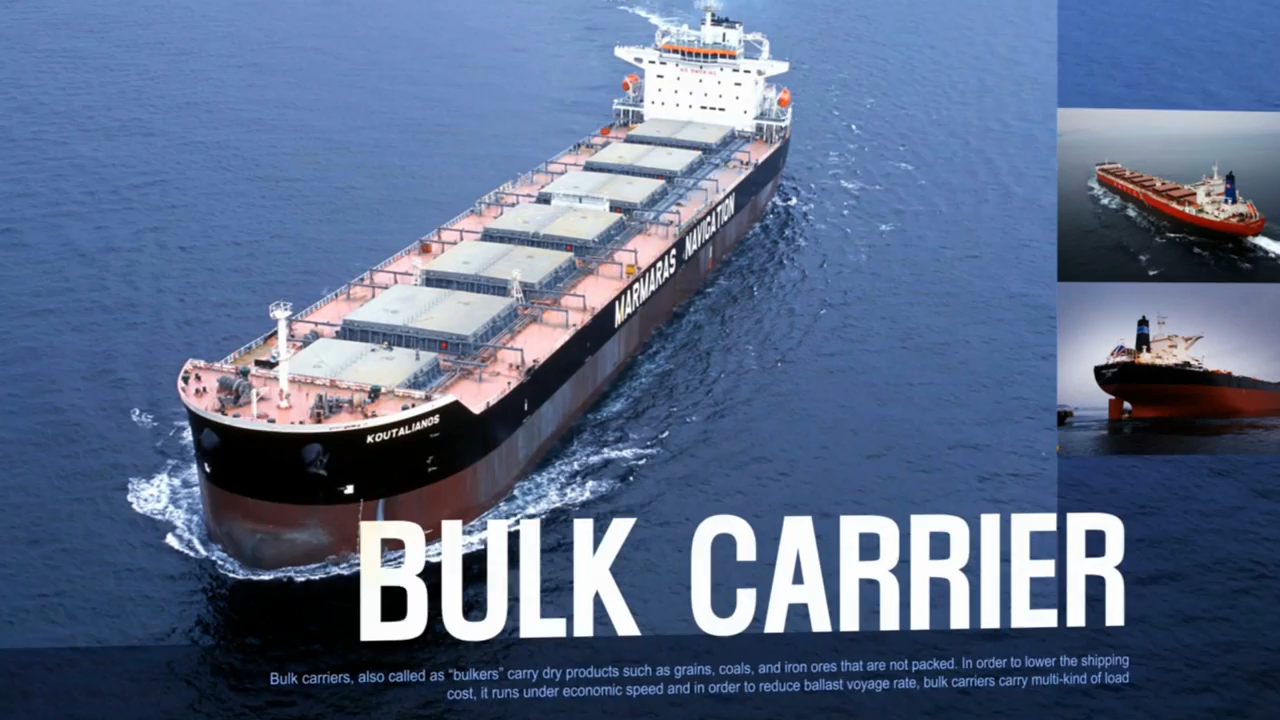 NO SMOKING
MARMARAS NAVIGATION
KOUTALIANOS
BULK CARRIER
Bulk carriers, also called as “bulkers” carry dry products such as grains, coals, and iron ores that are not packed. In order to lower the shipping
cost, it runs under economic speed and in order to reduce ballast voyage rate, bulk carriers carry multi-kind of load